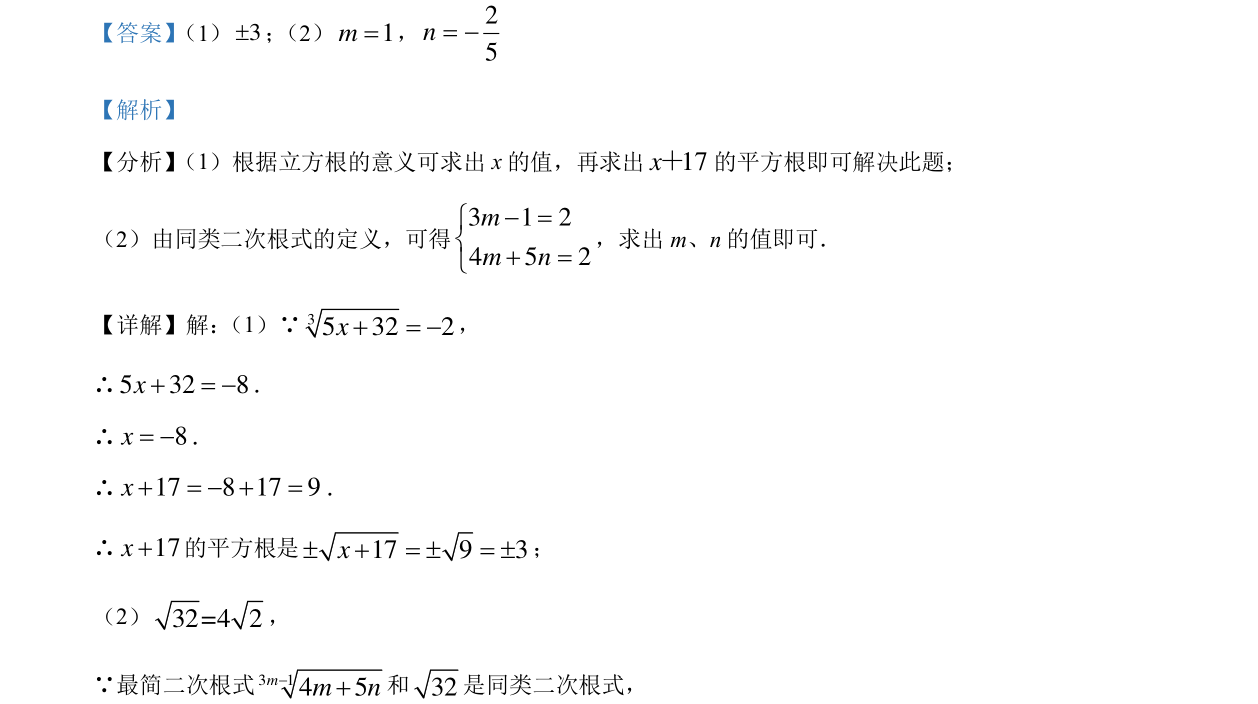 【答案】（1）±3；（2）m=1，n=-2/5
【解析】
【分析】（1）根据立方根的意义可求出 x 的值，再求出 x+17 的平方根即可解决此题；
（2）由同类二次根式的定义，可得{3m-1=2 4m+5n=2，求出 m、n 的值即可．
【详解】解：（1）∵ ∛(5x+32)=-2，
∴5x+32=-8．
∴x=-8．
∴x+17=-8+17=9．
∴x+17的平方根是±√(x+17)=±√9=±3；
（2）√32=4√2，
∵最简二次根式 ³ᵐ⁻¹√(4m+5n) 和 √32 是同类二次根式，